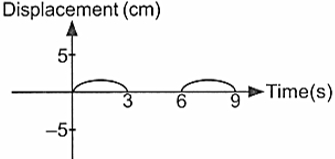 Displacement (cm)
5
3 6 9 Time(s)
–5